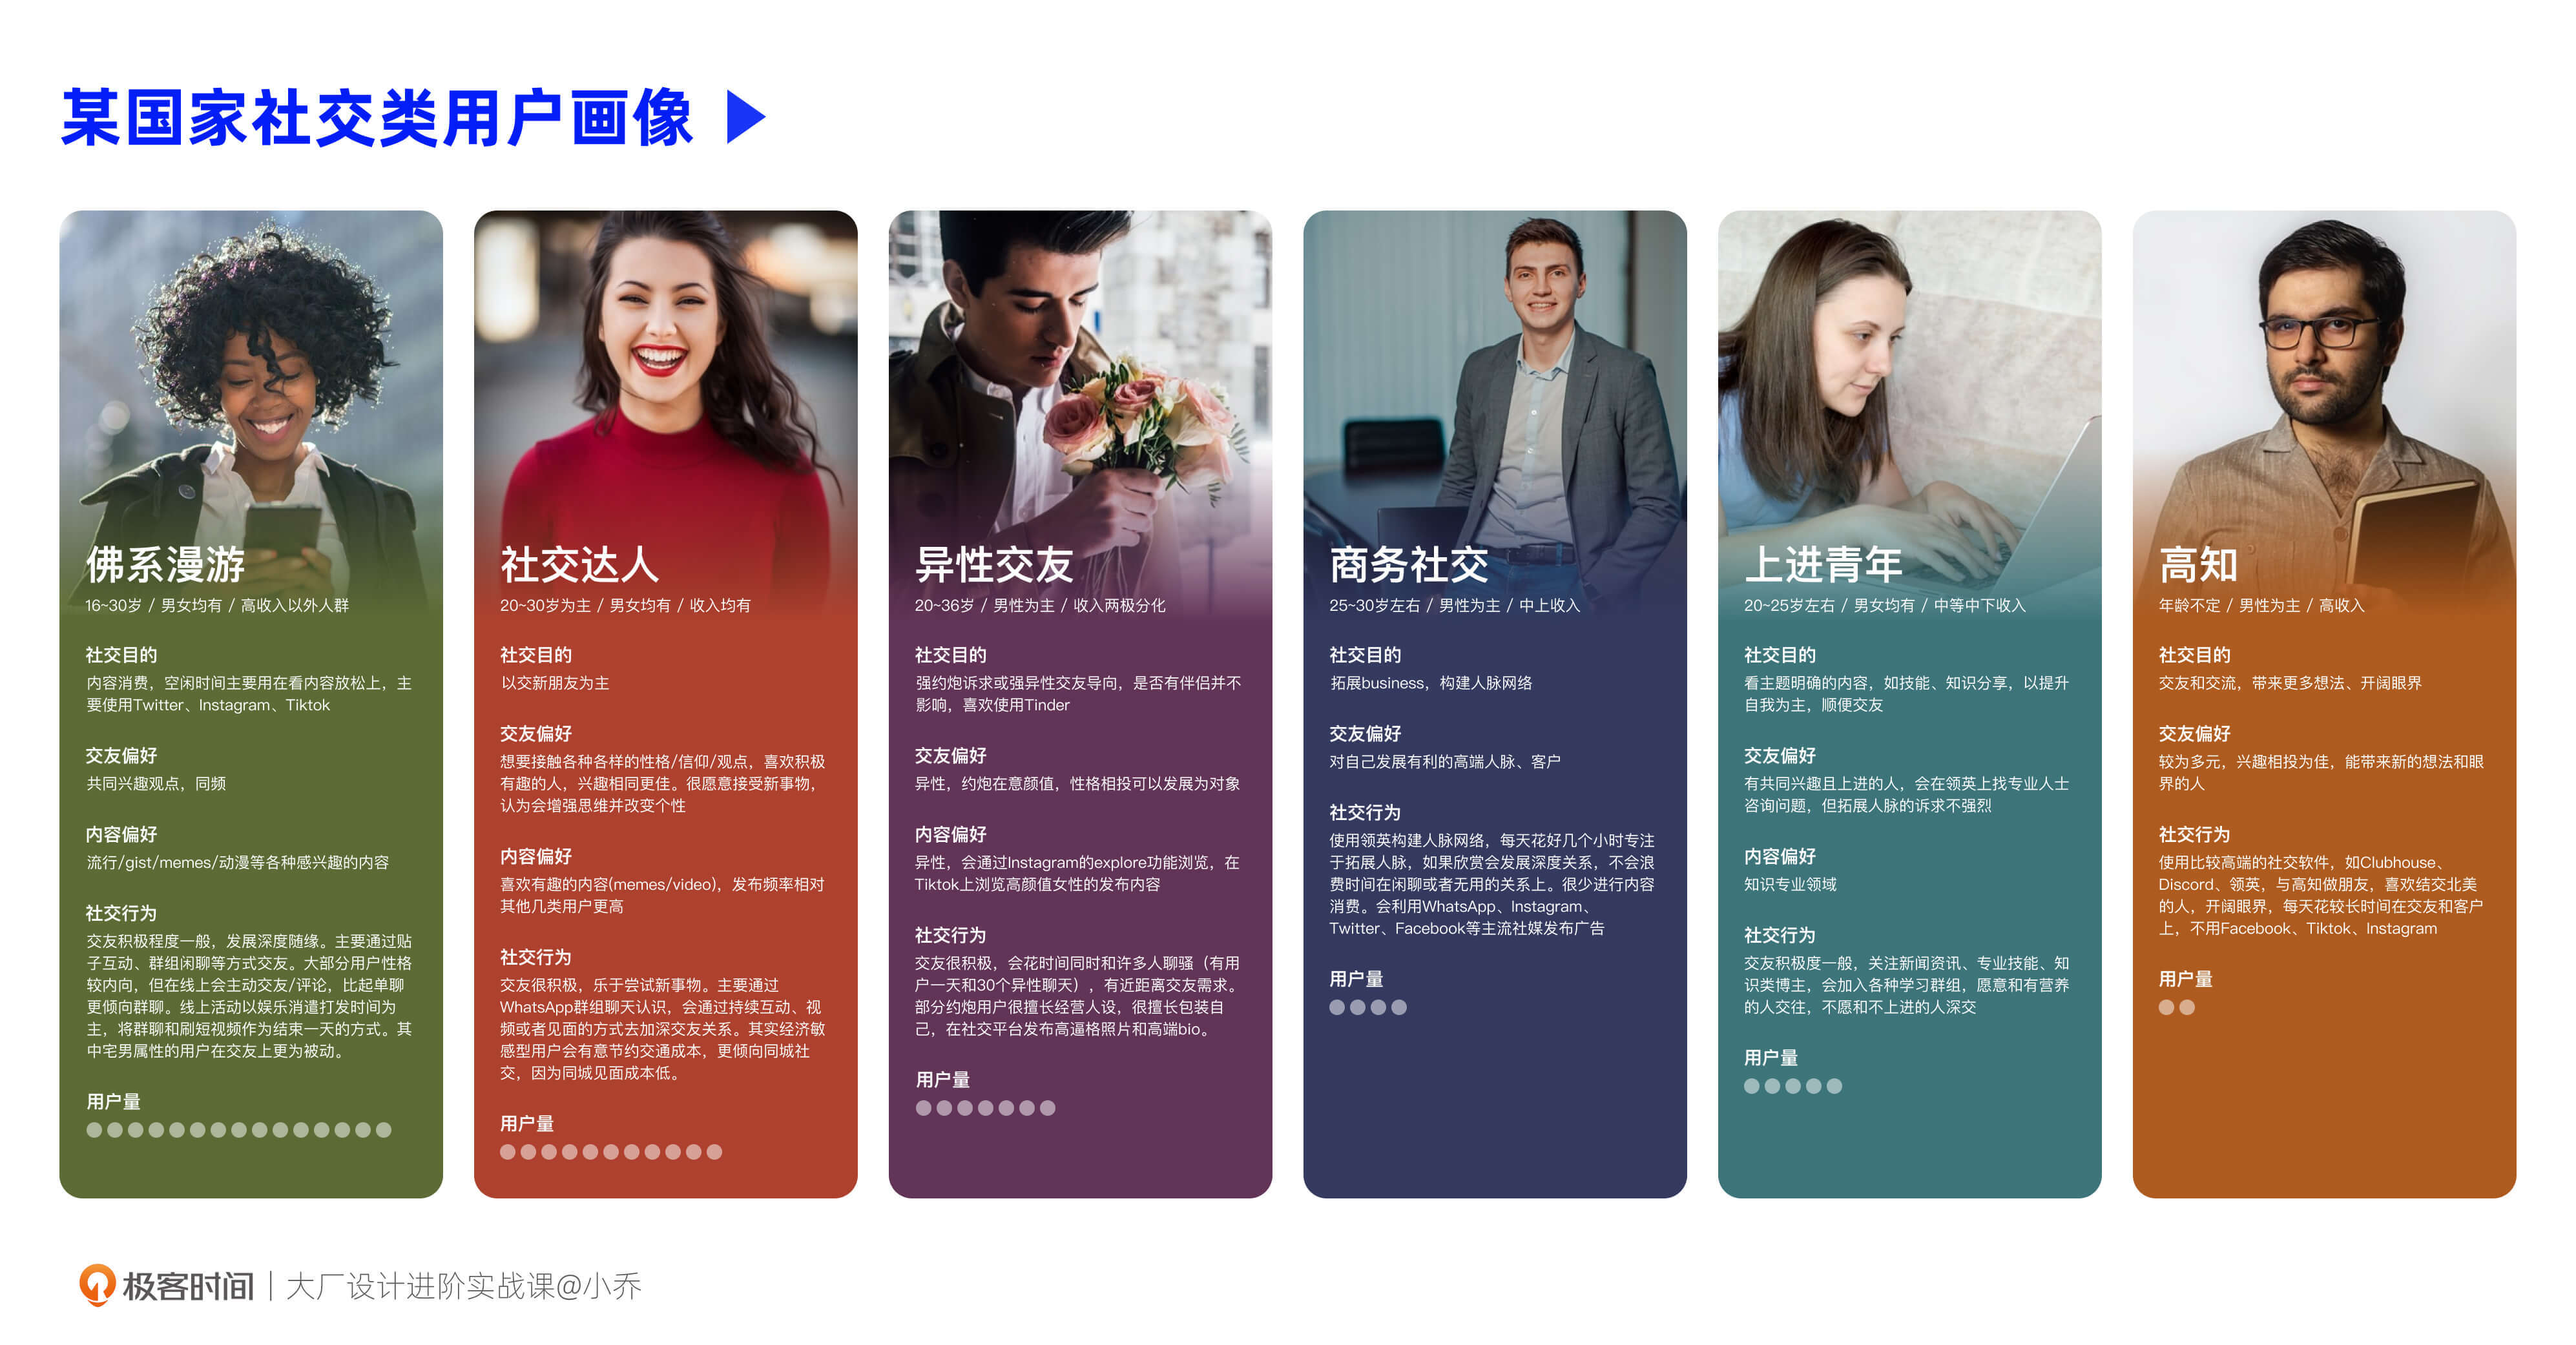 某国家社交类用户画像
佛系漫游
16~30岁 / 男女均有 / 高收入以外人群
社交目的
内容消费，空闲时间主要用在看内容放松上，主
要使用Twitter、Instagram、Tiktok
交友偏好
共同兴趣观点，同频
内容偏好
流行/gist/memes/动漫等各种感兴趣的内容
社交行为
交友积极程度一般，发展深度随缘。主要通过贴
子互动、群组闲聊等方式交友。大部分用户性格
较内向，但在线上会主动交友/评论，比起单聊
更倾向群聊。线上活动以娱乐消遣打发时间为
主，将群聊和刷短视频作为结束一天的方式。其
中宅男属性的用户在交友上更为被动。
用户量
社交达人
20~30岁为主 / 男女均有 / 收入均有
社交目的
以交新朋友为主
交友偏好
想要接触各种各样的性格/信仰/观点，喜欢积极
有趣的人，兴趣相同更佳。很愿意接受新事物，
认为会增强思维并改变个性
内容偏好
喜欢有趣的内容(memes/video)，发布频率相对
其他几类用户更高
社交行为
交友很积极，乐于尝试新事物。主要通过
WhatsApp群组聊天认识，会通过持续互动、视
频或者见面的方式去加深交友关系。其实经济敏
感型用户会有意节约交通成本，更倾向同城社
交，因为同城见面成本低。
用户量
异性交友
20~36岁 / 男性为主 / 收入两极分化
社交目的
强约炮诉求或强异性交友导向，是否有伴侣并不
影响，喜欢使用Tinder
交友偏好
异性，约炮在意颜值，性格相投可以发展为对象
内容偏好
异性，会通过Instagram的explore功能浏览，在
Tiktok上浏览高颜值女性的发布内容
社交行为
交友很积极，会花时间同时和许多人聊骚（有用
户一天和30个异性聊天），有近距离交友需求。
部分约炮用户很擅长经营人设，很擅长包装自
己，在社交平台发布高逼格照片和高端bio。
用户量
商务社交
25~30岁左右 / 男性为主 / 中上收入
社交目的
拓展business，构建人脉网络
交友偏好
对自己发展有利的高端人脉、客户
社交行为
使用领英构建人脉网络，每天花好几个小时专注
于拓展人脉，如果欣赏会发展深度关系，不会浪
费时间在闲聊或者无用的关系上。很少进行内容
消费。会利用WhatsApp、Instagram、
Twitter、Facebook等主流社媒发布广告
用户量
上进青年
20~25岁左右 / 男女均有 / 中等中下收入
社交目的
看主题明确的内容，如技能、知识分享，以提升
自我为主，顺便交友
交友偏好
有共同兴趣且上进的人，会在领英上找专业人士
咨询问题，但拓展人脉的诉求不强烈
内容偏好
知识专业领域
社交行为
交友积极度一般，关注新闻资讯、专业技能、知
识类博主，会加入各种学习群组，愿意和有营养
的人交往，不愿和不上进的人深交
用户量
高知
年龄不定 / 男性为主 / 高收入
社交目的
交友和交流，带来更多想法、开阔眼界
交友偏好
较为多元，兴趣相投为佳，能带来新的想法和眼
界的人
社交行为
使用比较高端的社交软件，如Clubhouse、
Discord、领英，与高知做朋友，喜欢结交北美
的人，开阔眼界，每天花较长时间在交友和客户
上，不用Facebook、Tiktok、Instagram
用户量
极客时间 | 大厂设计进阶实战课@小乔